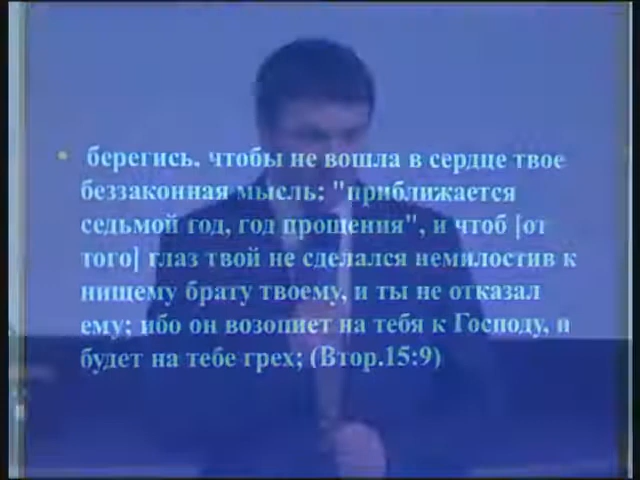 берегись, чтобы не вошла в сердце твое
беззаконная мысль: "приближается
седьмой год, год прощения", и чтоб [от
того] глаз твой не сделался немилостив к
нищему брату твоему, и ты не отказал
ему; ибо он возопиет на тебя к Господу, и
будет на тебе грех; (Втор.15:9)